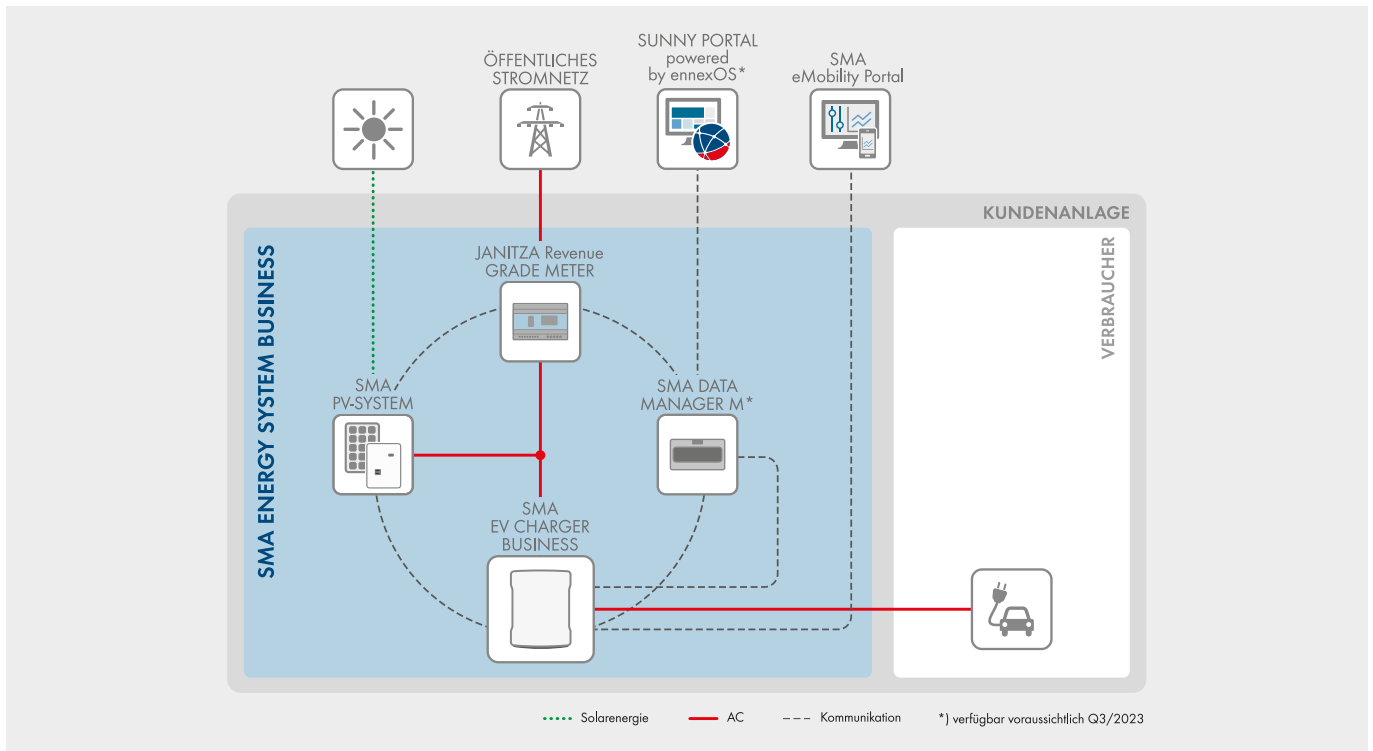 ÖFFENTLICHES
STROMNETZ
SUNNY PORTAL
powered
by ennexOS*
SMA
eMobility Portal
KUNDENANLAGE
SMA ENERGY SYSTEM BUSINESS
VERBRAUCHER
JANITZA Revenue
GRADE METER
SMA
PV-SYSTEM
SMA DATA
MANAGER M*
SMA
EV CHARGER
BUSINESS
Solarenergie
AC
Kommunikation
*) verfügbar voraussichtlich Q3/2023